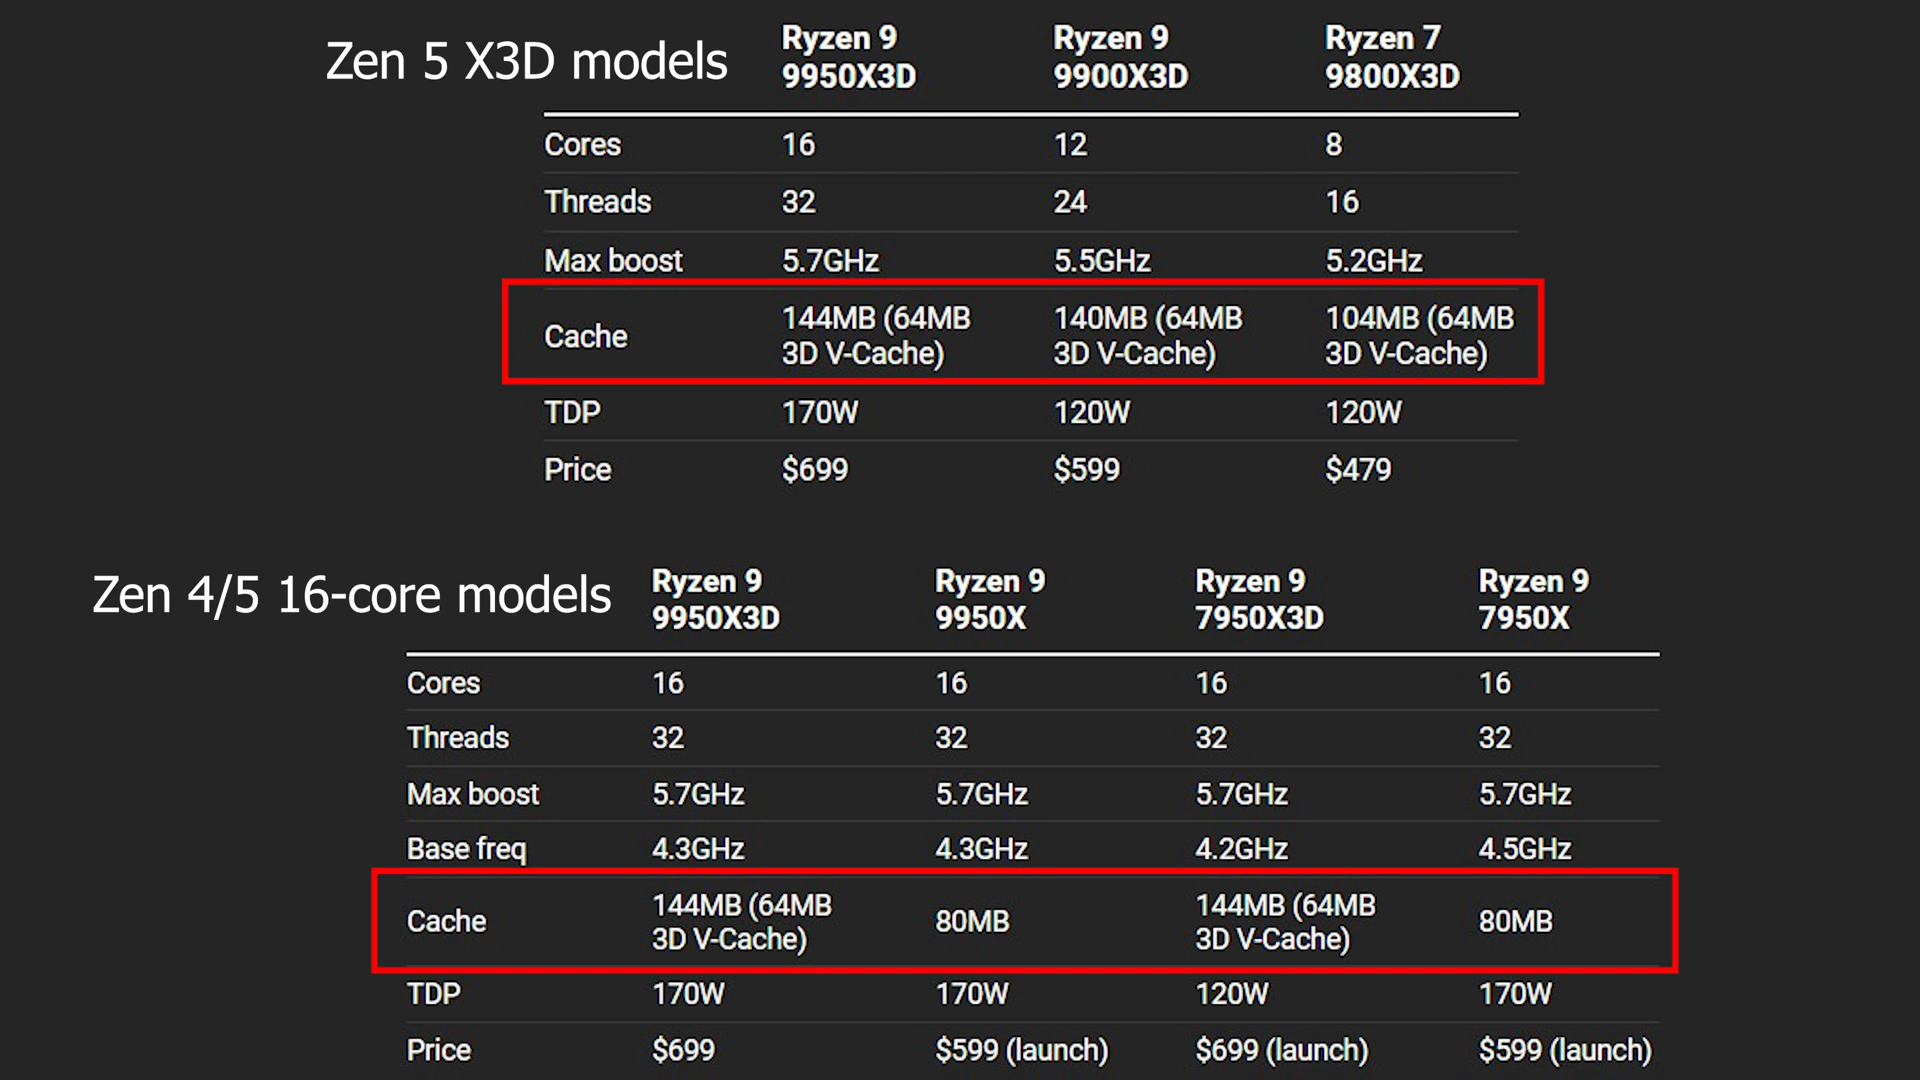 Zen 5 X3D models
Ryzen 9 9950X3D Ryzen 9 9900X3D Ryzen 7 9800X3D
Cores 16 12 8
Threads 32 24 16
Max boost 5.7GHz 5.5GHz 5.2GHz
Cache 144MB (64MB 3D V-Cache) 140MB (64MB 3D V-Cache) 104MB (64MB 3D V-Cache)
TDP 170W 120W 120W
Price $699 $599 $479
Zen 4/5 16-core models
Ryzen 9 9950X3D Ryzen 9 9950X Ryzen 9 7950X3D Ryzen 9 7950X
Cores 16 16 16 16
Threads 32 32 32 32
Max boost 5.7GHz 5.7GHz 5.7GHz 5.7GHz
Base freq 4.3GHz 4.3GHz 4.2GHz 4.5GHz
Cache 144MB (64MB 3D V-Cache) 80MB 144MB (64MB 3D V-Cache) 80MB
TDP 170W 170W 120W 170W
Price $699 $599 (launch) $699 (launch) $599 (launch)